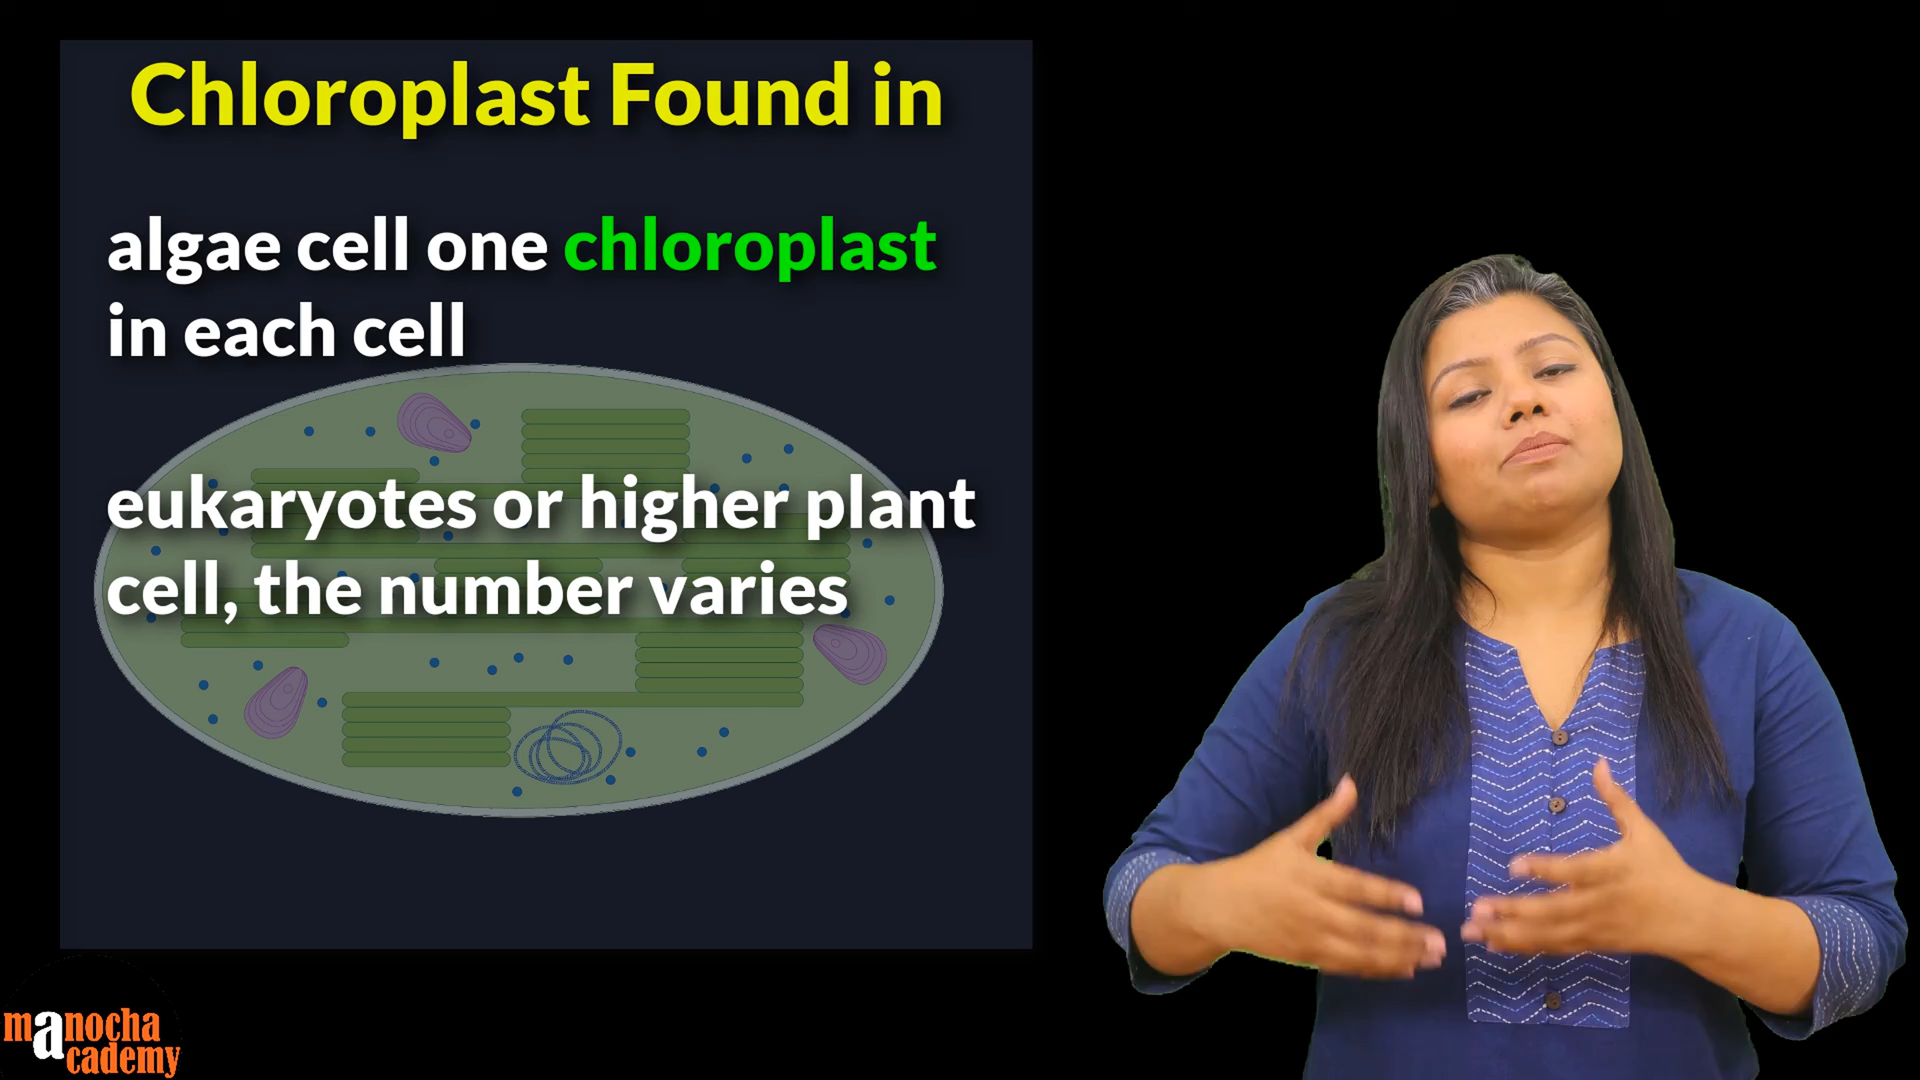 Chloroplast Found in
algae cell one chloroplast
in each cell
eukaryotes or higher plant
cell, the number varies
manocha
academy